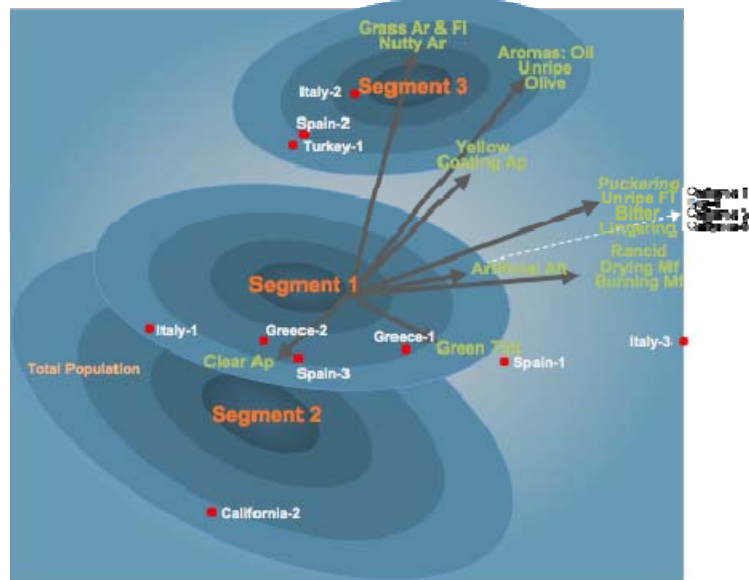 Grass Ar & Fl
Nutty Ar
Aromas: Oil
Unripe
Olive
Segment 3
Italy-2
Spain-2
Turkey-1
Yellow
Coating Ap
Puckering
Unripe Fl
Bitter
Lingering
Rancid
Artificial Aft
Drying Mf
Burning Mf
Segment 1
Italy-1
Greece-2
Greece-1
Green Tint
Italy-3
Clear Ap
Spain-3
Spain-1
Total Population
Segment 2
California-2